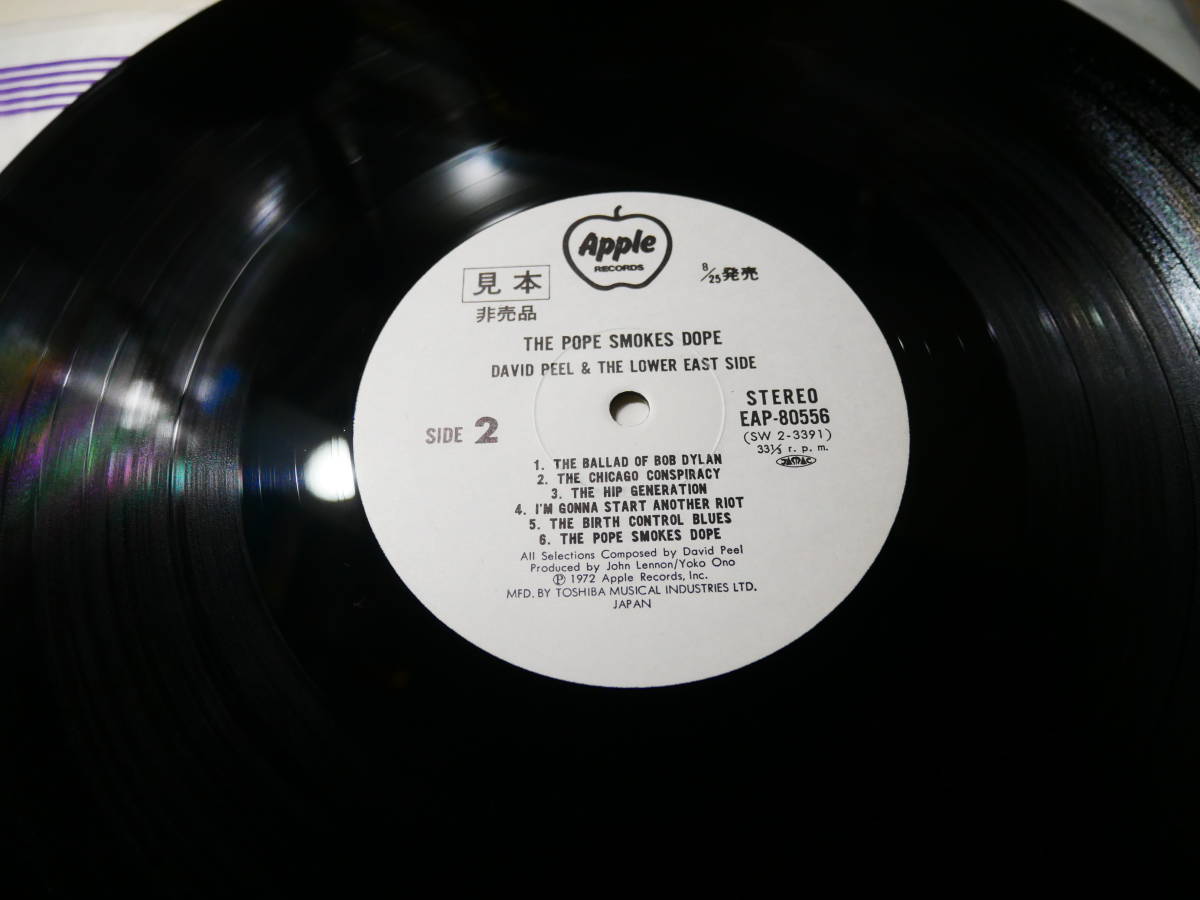 Apple
RECORDS
見本
8/25発売
非売品
THE POPE SMOKES DOPE
DAVID PEEL & THE LOWER EAST SIDE
STEREO
EAP-80556
(SW 2-3391)
33⅓ r. p. m.
JASRAC
SIDE 2
1. THE BALLAD OF BOB DYLAN
2. THE CHICAGO CONSPIRACY
3. THE HIP GENERATION
4. I'M GONNA START ANOTHER RIOT
5. THE BIRTH CONTROL BLUES
6. THE POPE SMOKES DOPE
All Selections Composed by David Peel
Produced by John Lennon/Yoko Ono
Ⓟ 1972 Apple Records, Inc.
MFD. BY TOSHIBA MUSICAL INDUSTRIES LTD.
JAPAN